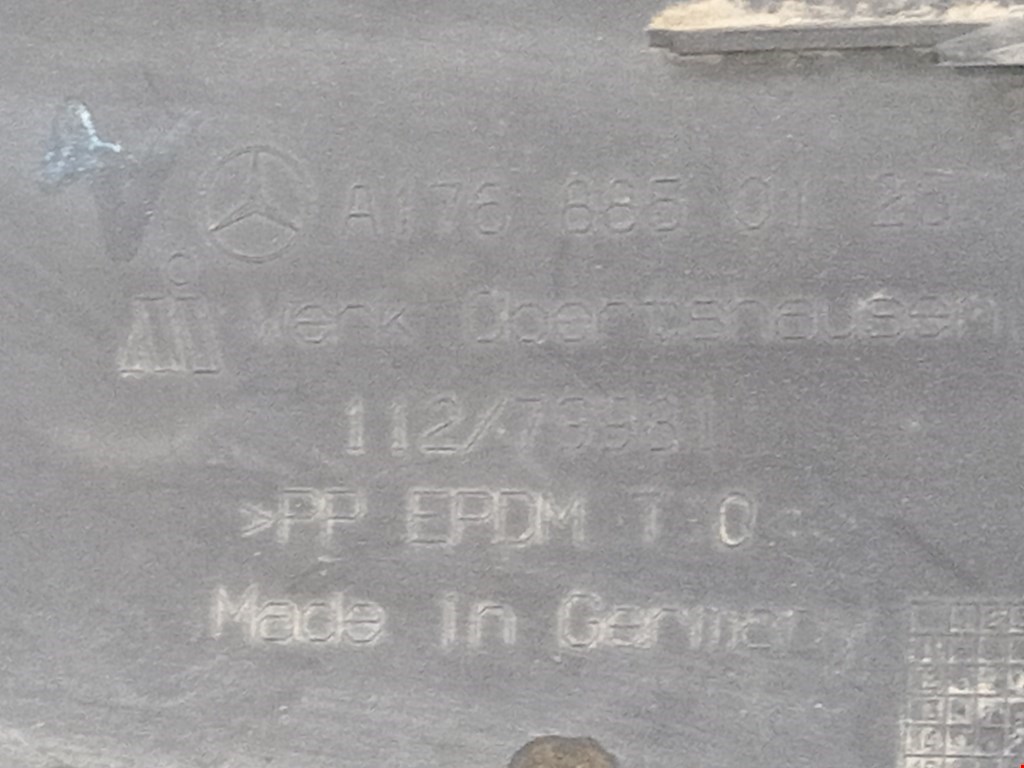 A176 885 01 25
Werk Obertshausen
112/79981
>PP EPDM T 0
Made in Germany